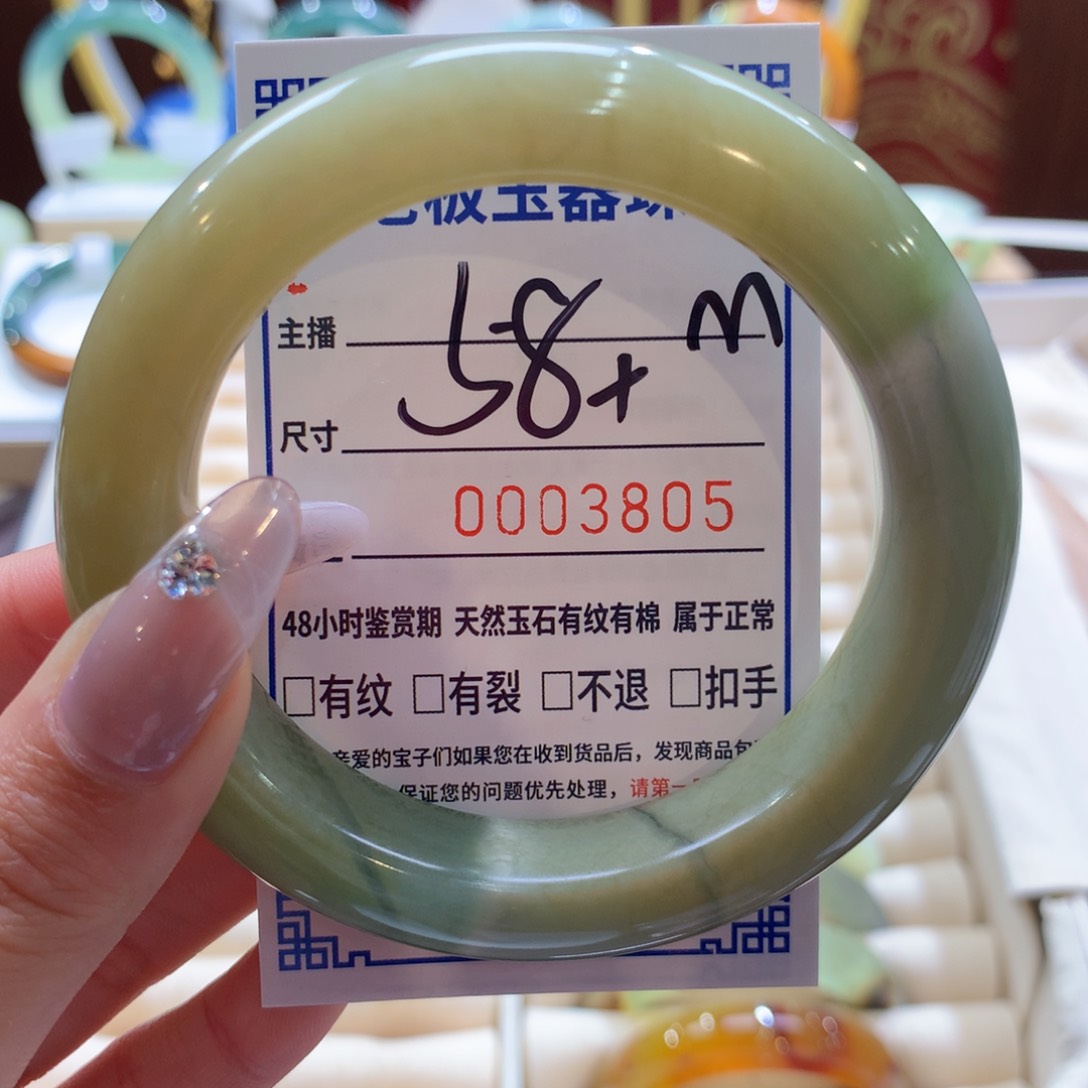 板玉器珠
主播
58+ m
尺寸
0003805
48小时鉴赏期 天然玉石有纹有棉 属于正常
□有纹 □有裂 □不退 □扣手
亲爱的宝子们如果您在收到货品后，发现商品包
保证您的问题优先处理，请第一